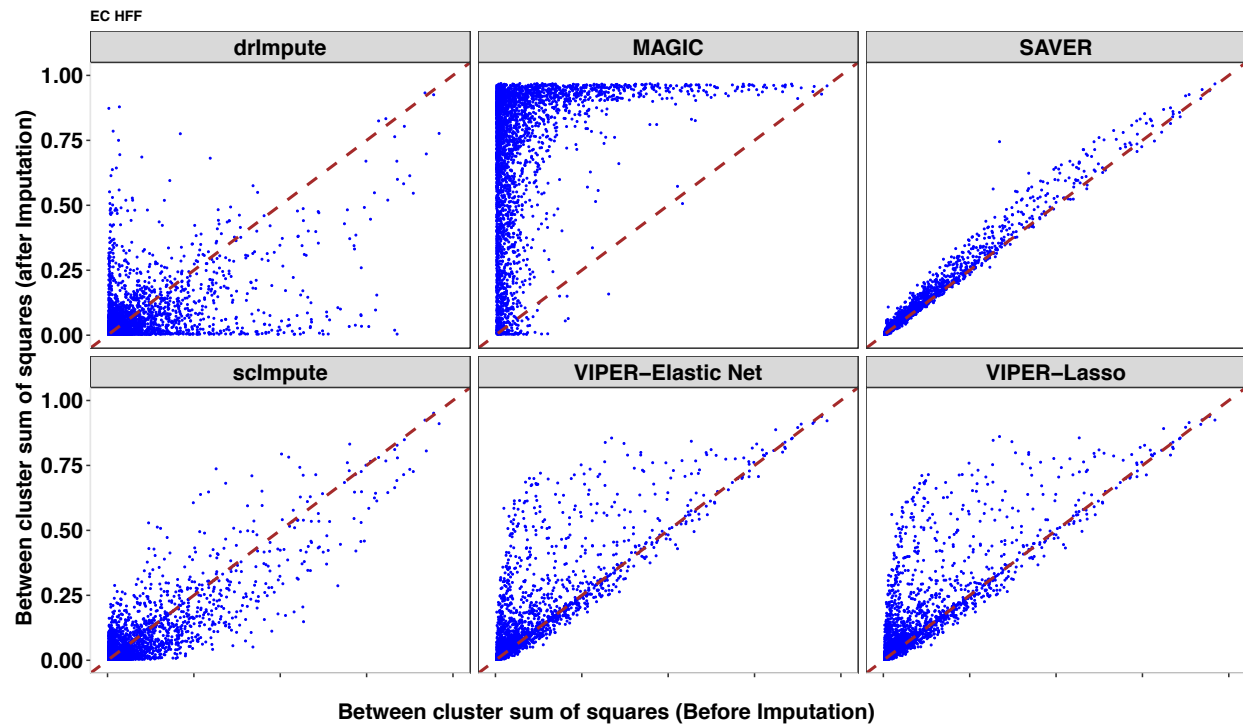 EC HFF
drImpute
MAGIC
SAVER
1.00
0.75
0.50
0.25
0.00
scImpute
VIPER−Elastic Net
VIPER−Lasso
1.00
0.75
0.50
0.25
0.00
Between cluster sum of squares (after Imputation)
Between cluster sum of squares (Before Imputation)